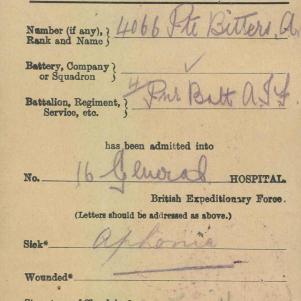 Number (if any), } 4066 Pte Bitters, A.
Rank and Name }
Battery, Company }
or Squadron }
Battalion, Regiment, } 4 Pnr Batt A.I.F.
Service, etc. }
has been admitted into
No. 16 General HOSPITAL.
British Expeditionary Force.
(Letters should be addressed as above.)
Sick* Aphonia
Wounded*